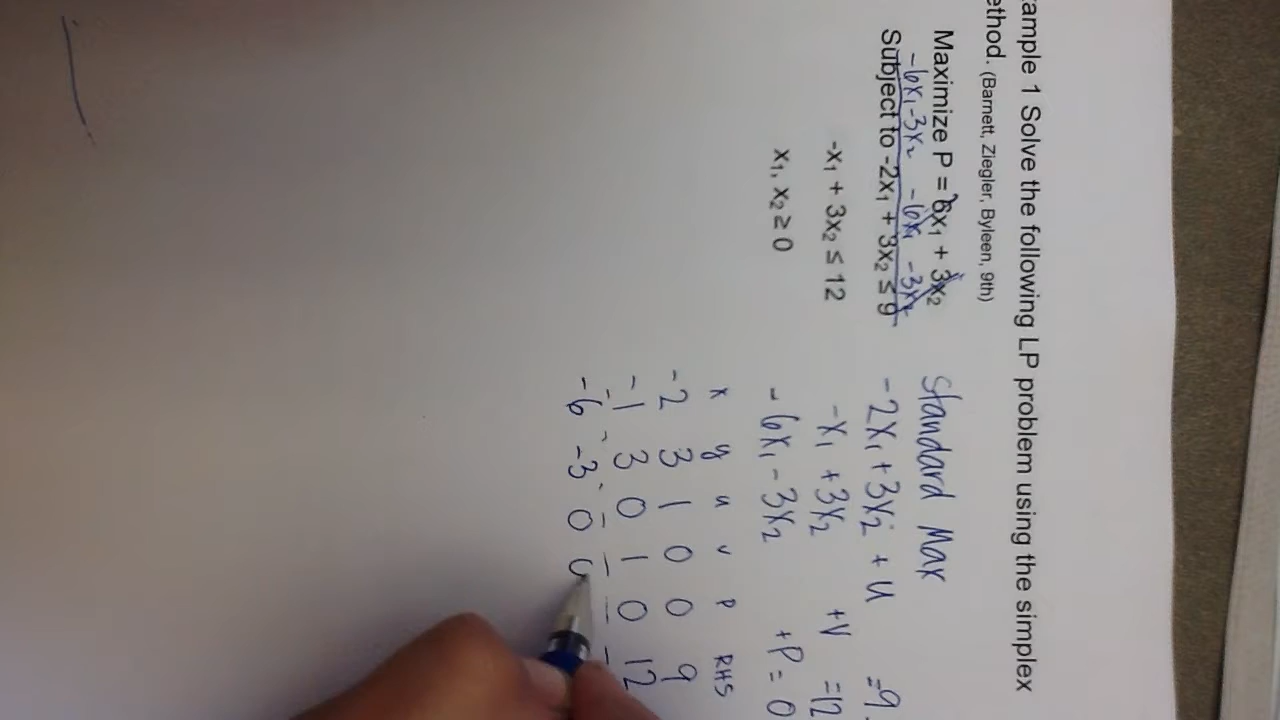 ample 1 Solve the following LP problem using the simplex
ethod. (Barnett, Ziegler, Byleen, 9th)
Maximize P = 6x₁ + 3x₂
-6x₁-3x₂ -6x₁ -3x₂
Subject to -2x₁ + 3x₂ ≤ 9
-x₁ + 3x₂ ≤ 12
x₁, x₂ ≥ 0
Standard Max
-2x₁+3x₂ + u =9
-x₁ +3x₂ +v =12
-6x₁ -3x₂ +P = 0
x y u v P RHS
-2 3 1 0 0 9
-1 3 0 1 0 12
-6 -3 0 0